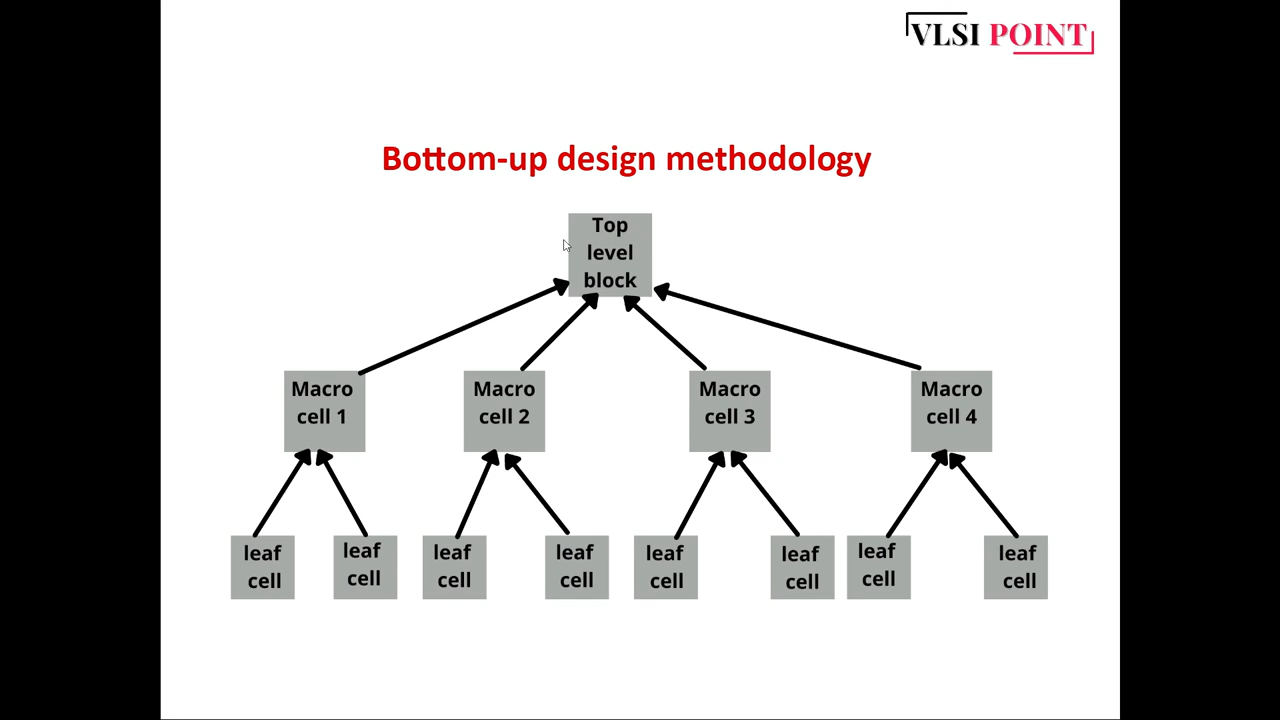 VLSI POINT
Bottom-up design methodology
Top
level
block
Macro
cell 1
Macro
cell 2
Macro
cell 3
Macro
cell 4
leaf
cell
leaf
cell
leaf
cell
leaf
cell
leaf
cell
leaf
cell
leaf
cell
leaf
cell